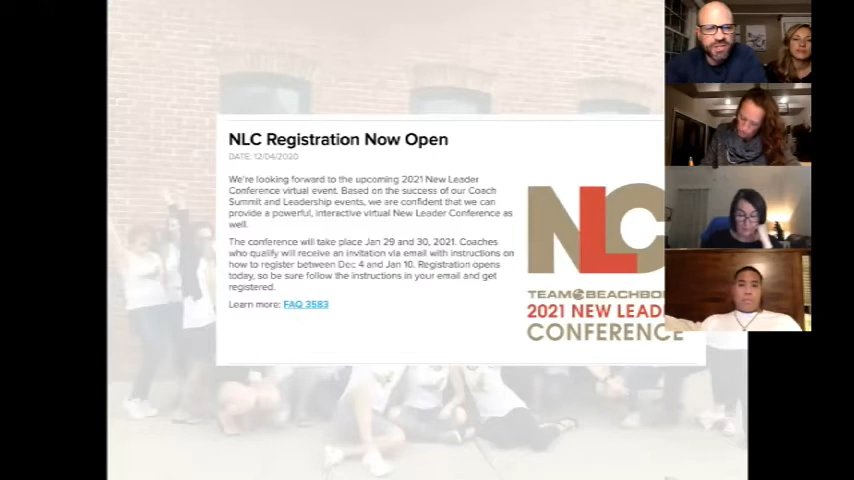 NLC Registration Now Open
DATE: 12/04/2020
We're looking forward to the upcoming 2021 New Leader
Conference virtual event. Based on the success of our Coach
Summit and Leadership events, we are confident that we can
provide a powerful, interactive virtual New Leader Conference as
well.
The conference will take place Jan 29 and 30, 2021. Coaches
who qualify will receive an invitation via email with instructions on
how to register between Dec 4 and Jan 10. Registration opens
today, so be sure follow the instructions in your email and get
registered.
Learn more: FAQ 3583
NLC
TEAM BEACHBO
2021 NEW LEAD
CONFERENCE